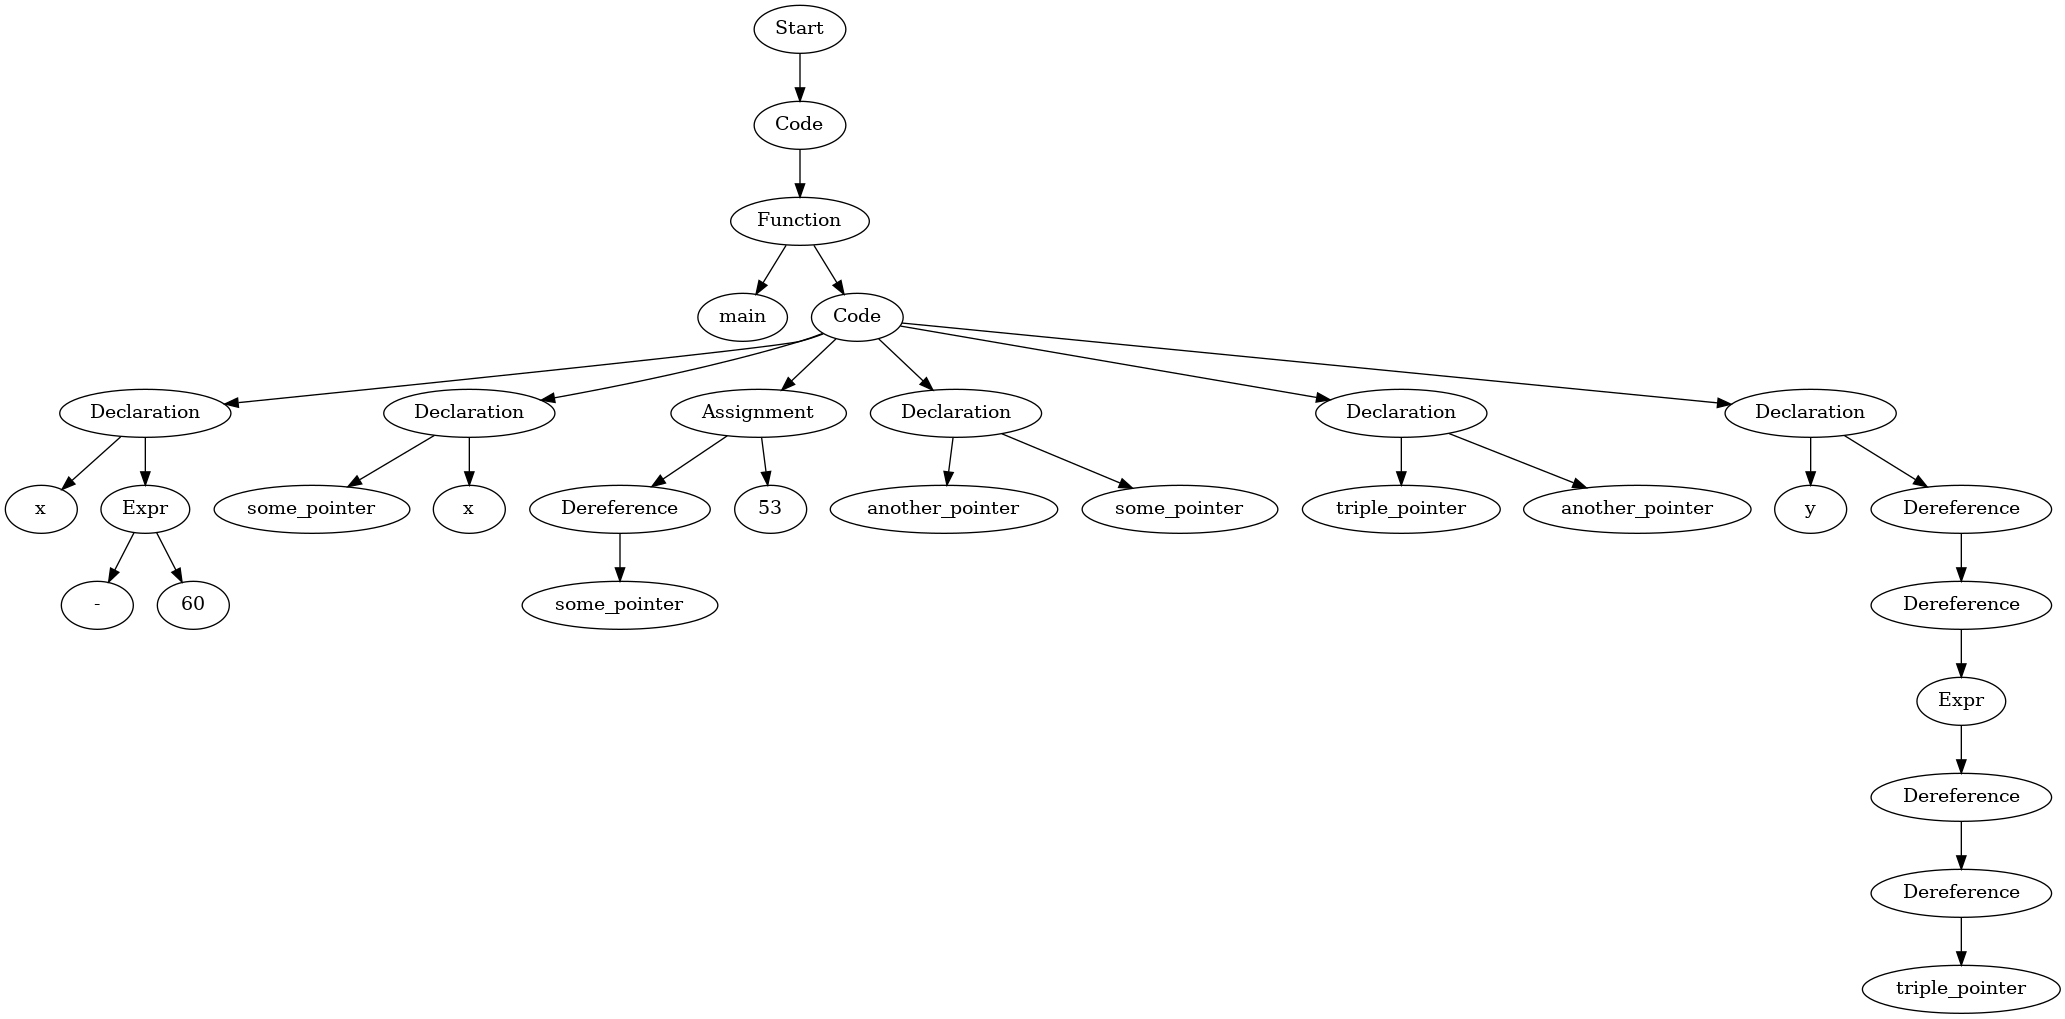 Start
Code
Function
main
Code
Declaration
Declaration
Assignment
Declaration
Declaration
Declaration
x
Expr
some_pointer
x
Dereference
53
another_pointer
some_pointer
triple_pointer
another_pointer
y
Dereference
-
60
some_pointer
Dereference
Expr
Dereference
Dereference
triple_pointer